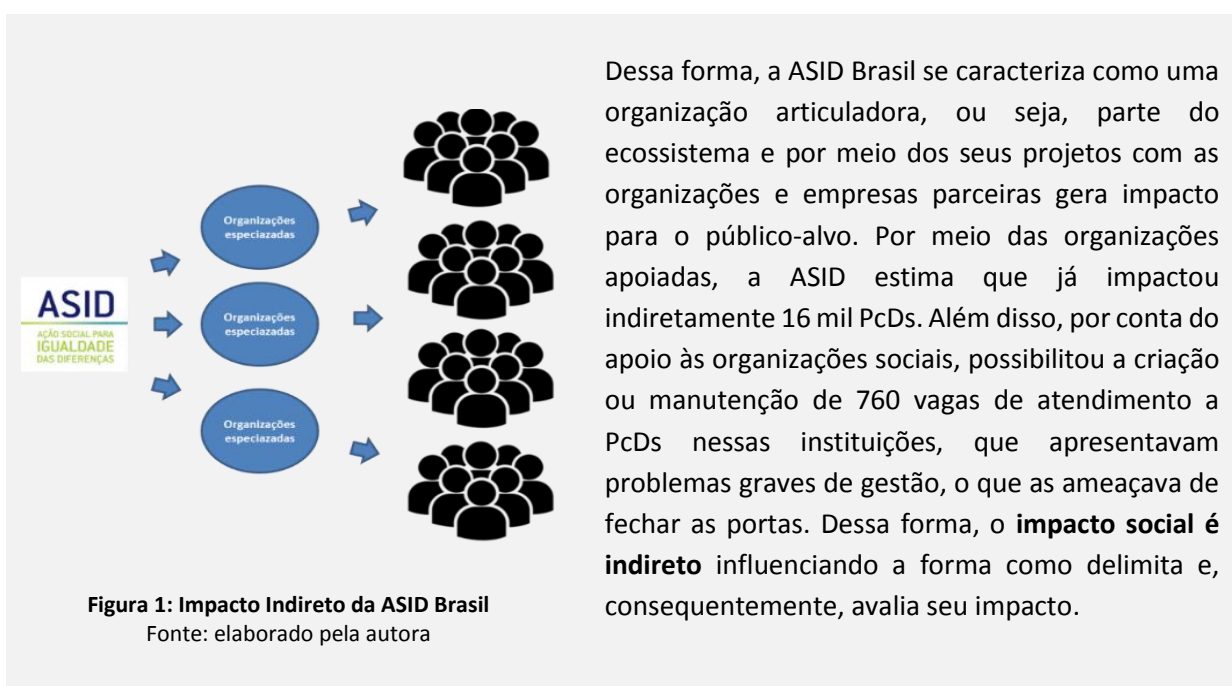 Organizações
especiazadas
Organizações
especiazadas
Organizações
especiazadas
ASID
AÇÃO SOCIAL PARA
IGUALDADE
DAS DIFERENÇAS
Figura 1: Impacto Indireto da ASID Brasil
Fonte: elaborado pela autora
Dessa forma, a ASID Brasil se caracteriza como uma
organização articuladora, ou seja, parte do
ecossistema e por meio dos seus projetos com as
organizações e empresas parceiras gera impacto
para o público-alvo. Por meio das organizações
apoiadas, a ASID estima que já impactou
indiretamente 16 mil PcDs. Além disso, por conta do
apoio às organizações sociais, possibilitou a criação
ou manutenção de 760 vagas de atendimento a
PcDs nessas instituições, que apresentavam
problemas graves de gestão, o que as ameaçava de
fechar as portas. Dessa forma, o impacto social é
indireto influenciando a forma como delimita e,
consequentemente, avalia seu impacto.